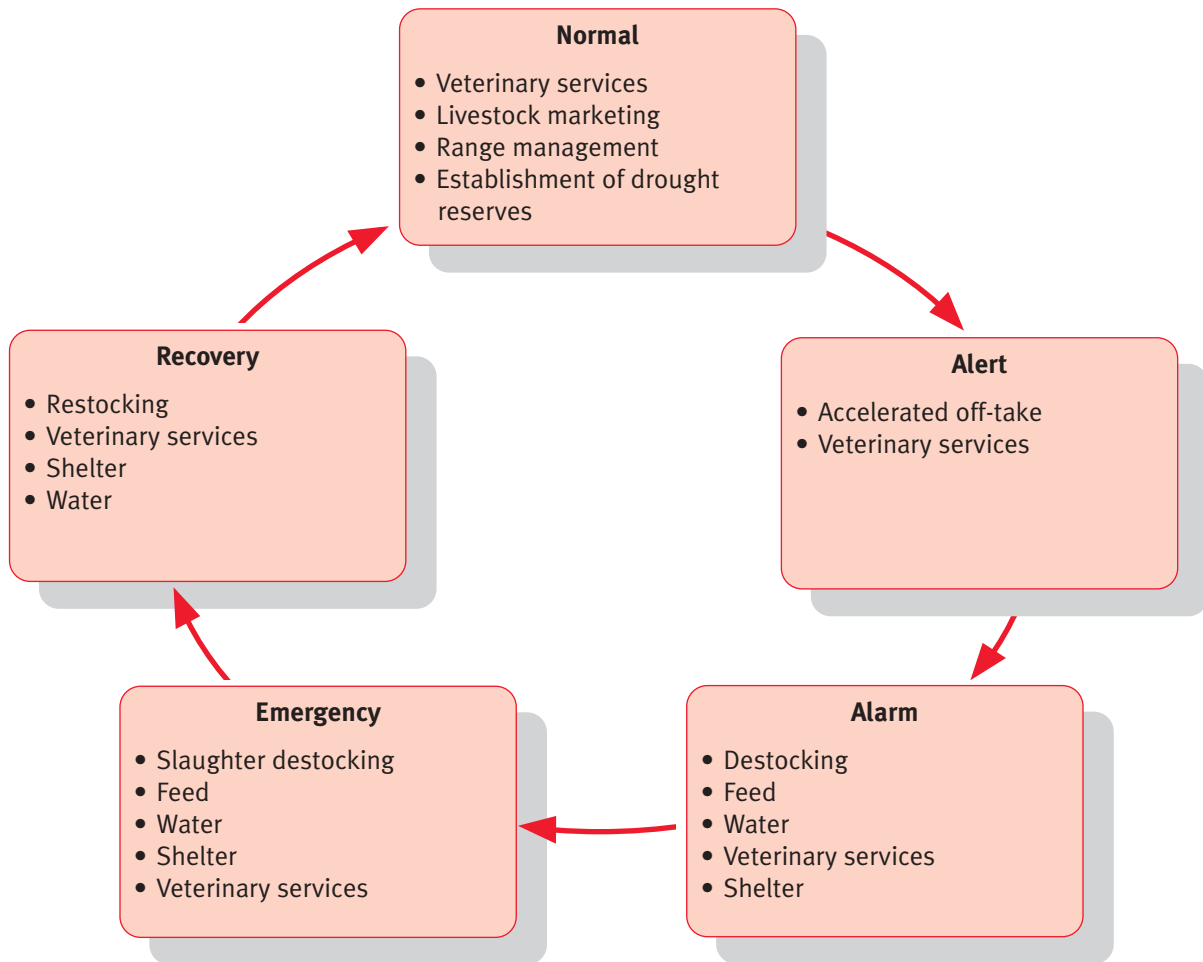 Normal
• Veterinary services
• Livestock marketing
• Range management
• Establishment of drought
reserves
Alert
• Accelerated off-take
• Veterinary services
Alarm
• Destocking
• Feed
• Water
• Veterinary services
• Shelter
Emergency
• Slaughter destocking
• Feed
• Water
• Shelter
• Veterinary services
Recovery
• Restocking
• Veterinary services
• Shelter
• Water